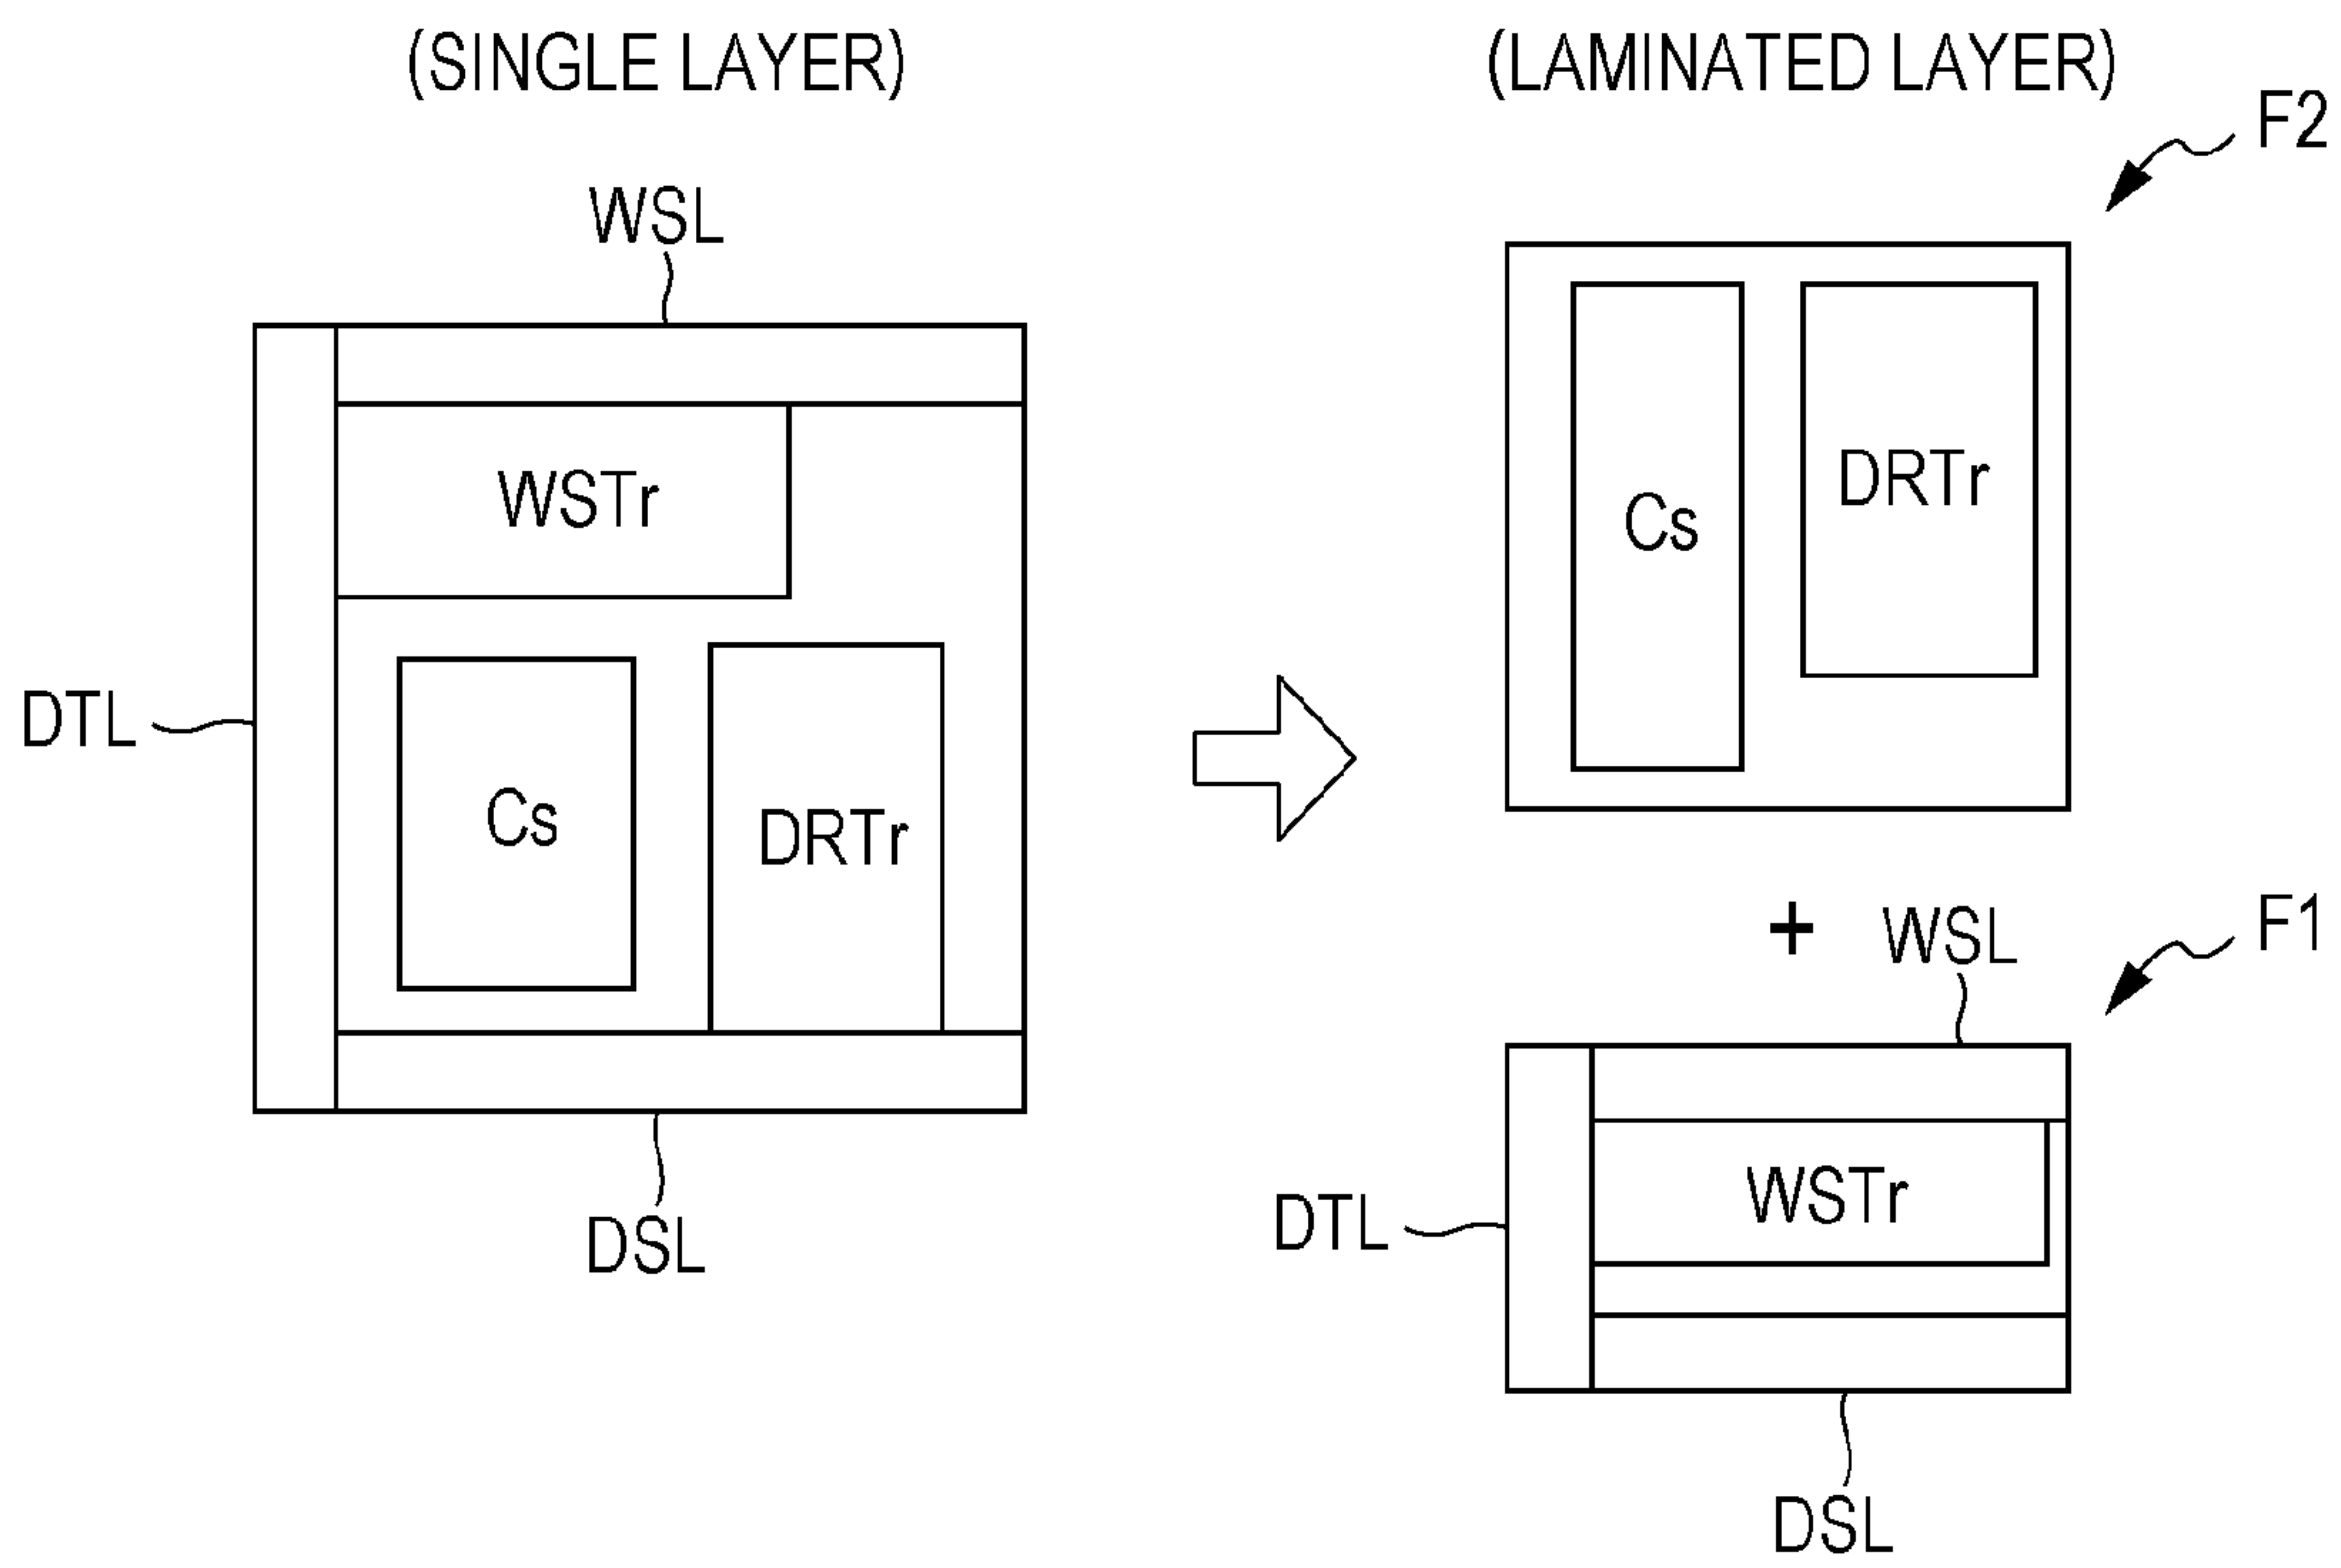 (SINGLE LAYER)
WSL
WSTr
DTL
Cs
DRTr
DSL
(LAMINATED LAYER)
F2
Cs
DRTr
+
WSL
F1
WSTr
DTL
DSL